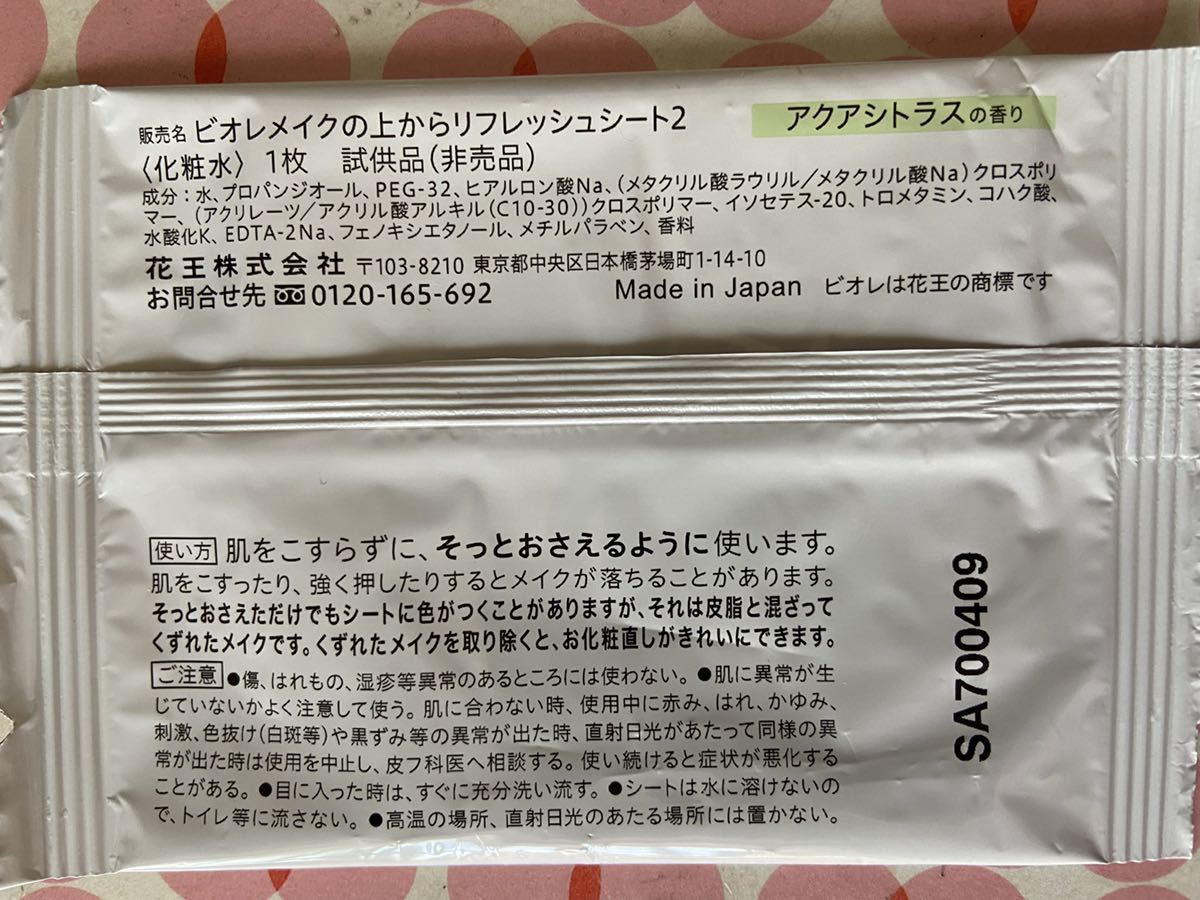 販売名 ビオレメイクの上からリフレッシュシート2
アクアシトラスの香り
〈化粧水〉 1枚 試供品(非売品)
成分:水、プロパンジオール、PEG-32、ヒアルロン酸Na、(メタクリル酸ラウリル/メタクリル酸Na)クロスポリ
マー、(アクリレーツ/アクリル酸アルキル(C10-30))クロスポリマー、イソセテス-20、トロメタミン、コハク酸、
水酸化K、EDTA-2Na、フェノキシエタノール、メチルパラベン、香料
花王株式会社 〒103-8210 東京都中央区日本橋茅場町1-14-10
お問合せ先 0120-165-692 Made in Japan ビオレは花王の商標です
使い方 肌をこすらずに、そっとおさえるように使います。
肌をこすったり、強く押したりするとメイクが落ちることがあります。
そっとおさえただけでもシートに色がつくことがありますが、それは皮脂と混ざって
くずれたメイクです。くずれたメイクを取り除くと、お化粧直しがきれいにできます。
ご注意 ●傷、はれもの、湿疹等異常のあるところには使わない。●肌に異常が生
じていないかよく注意して使う。肌に合わない時、使用中に赤み、はれ、かゆみ、
刺激、色抜け(白斑等)や黒ずみ等の異常が出た時、直射日光があたって同様の異
常が出た時は使用を中止し、皮フ科医へ相談する。使い続けると症状が悪化する
ことがある。●目に入った時は、すぐに充分洗い流す。●シートは水に溶けないの
で、トイレ等に流さない。●高温の場所、直射日光のあたる場所には置かない。
SA700409